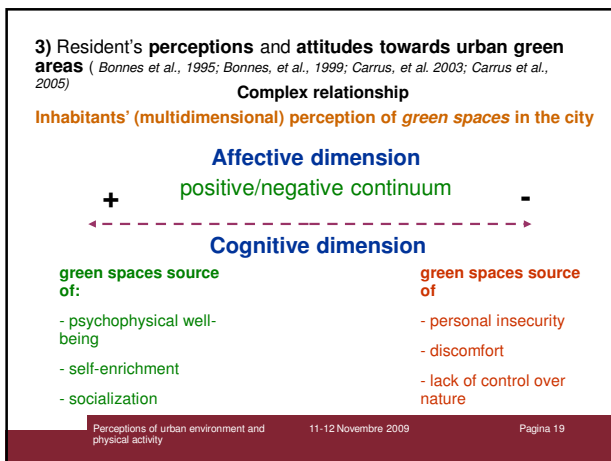 3) Resident's perceptions and attitudes towards urban green
areas ( Bonnes et al., 1995; Bonnes, et al., 1999; Carrus, et al. 2003; Carrus et al.,
2005)
Complex relationship
Inhabitants' (multidimensional) perception of green spaces in the city
Affective dimension
positive/negative continuum
+ -
Cognitive dimension
green spaces source
of:
- psychophysical well-
being
- self-enrichment
- socialization
green spaces source
of
- personal insecurity
- discomfort
- lack of control over
nature
Perceptions of urban environment and
physical activity
11-12 Novembre 2009
Pagina 19